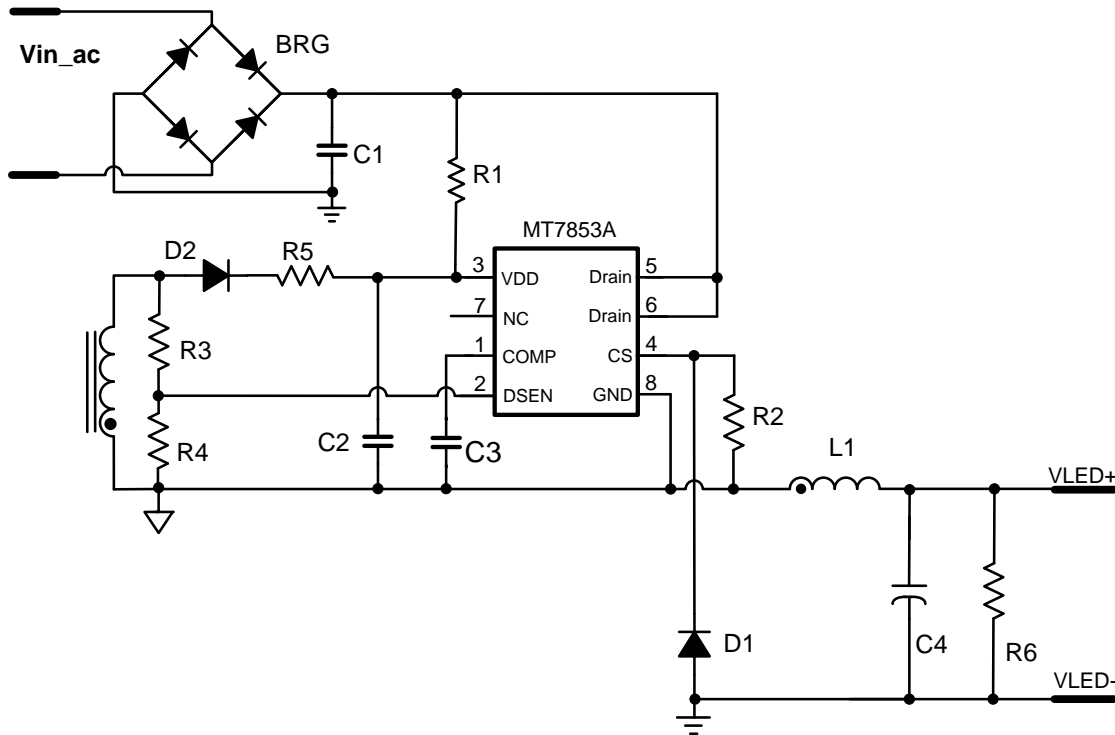 Vin_ac
BRG
C1
R1
MT7853A
D2
R5
3
VDD
Drain
5
7
NC
Drain
6
R3
1
COMP
CS
4
2
DSEN
GND
8
R4
C2
C3
R2
L1
VLED+
D1
C4
R6
VLED-